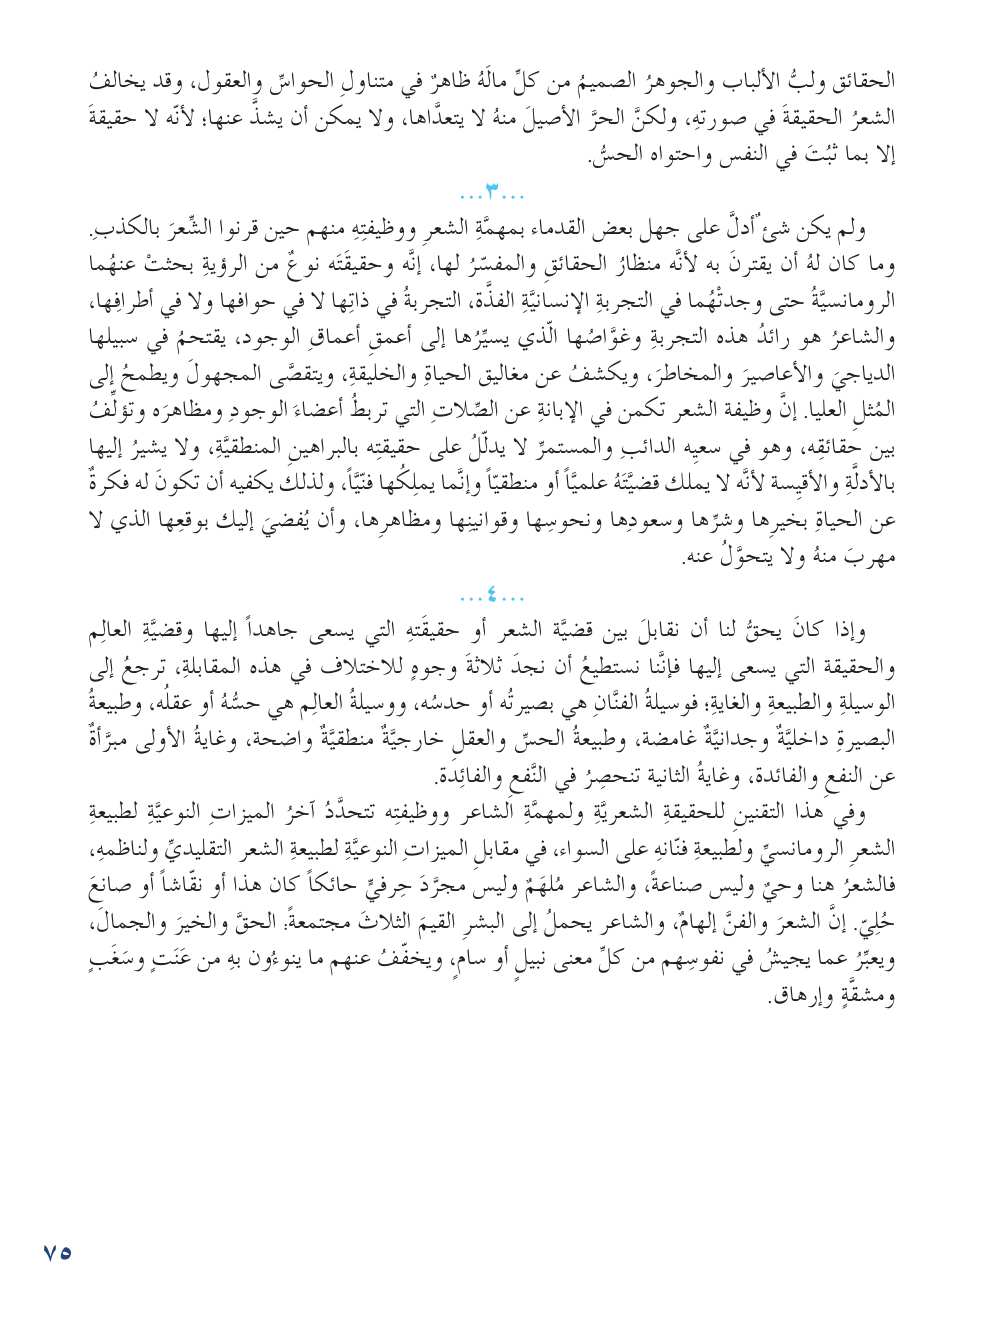 الحقائق ولبُّ الألباب والجوهرُ الصميمُ من كلِّ مالَهُ ظاهرٌ في متناولِ الحواسِّ والعقول، وقد يخالفُ
الشعرُ الحقيقةَ في صورتهِ، ولكنَّ الحرَّ الأصيلَ منهُ لا يتعدَّاها، ولا يمكن أن يشذَّ عنها؛ لأنّه لا حقيقةَ
إلا بما ثبُتَ في النفس واحتواه الحسُّ.
...٣...
ولم يكن شئٌ أدلَّ على جهل بعض القدماء بمهمَّةِ الشعرِ ووظيفتِهِ منهم حين قرنوا الشِّعرَ بالكذبِ.
وما كان لهُ أن يقترنَ به لأنَّه منظارُ الحقائقِ والمفسّرُ لها، إنَّه وحقيقَتَه نوعٌ من الرؤيةِ بحثتْ عنهُما
الرومانسيَّةُ حتى وجدتْهُما في التجربةِ الإنسانيَّةِ الفذَّة، التجربةُ في ذاتِها لا في حوافها ولا في أطرافِها،
والشاعرُ هو رائدُ هذه التجربةِ وغوَّاصُها الّذي يسيِّرُها إلى أعمقِ أعماقِ الوجود، يقتحمُ في سبيلها
الدياجيَ والأعاصيرَ والمخاطرَ، ويكشفُ عن مغاليق الحياةِ والخليقةِ، ويتقصَّى المجهولَ ويطمحُ إلى
المُثلِ العليا. إنَّ وظيفة الشعر تكمن في الإبانةِ عن الصِّلاتِ التي تربطُ أعضاءَ الوجودِ ومظاهرَه وتؤلِّفُ
بين حقائقِه، وهو في سعيِه الدائبِ والمستمرِّ لا يدلّلُ على حقيقتِه بالبراهينِ المنطقيَّةِ، ولا يشيرُ إليها
بالأدلَّةِ والأقيِسة لأنَّه لا يملك قضيَّتَهُ علميَّاً أو منطقيّاً وإنَّما يملِكُها فنّيَّاً، ولذلك يكفيه أن تكونَ له فكرةٌ
عن الحياةِ بخيرِها وشرِّها وسعودِها ونحوسِها وقوانينِها ومظاهرِها، وأن يُفضيَ إليك بوقعِها الذي لا
مهربَ منهُ ولا يتحوَّلُ عنه.
...٤...
وإذا كانَ يحقُّ لنا أن نقابلَ بين قضيَّة الشعر أو حقيقَتهِ التي يسعى جاهداً إليها وقضيَّةِ العالِم
والحقيقة التي يسعى إليها فإنَّنا نستطيعُ أن نجدَ ثلاثةَ وجوهٍ للاختلاف في هذه المقابلةِ، ترجعُ إلى
الوسيلةِ والطبيعةِ والغايةِ؛ فوسيلةُ الفنَّانِ هي بصيرتُه أو حدسُه، ووسيلةُ العالِم هي حسُّهُ أو عقلُه، وطبيعةُ
البصيرةِ داخليَّةٌ وجدانيَّةٌ غامضة، وطبيعةُ الحسِّ والعقلِ خارجيَّةٌ منطقيَّةٌ واضحة، وغايةُ الأولى مبرَّأةٌ
عن النفعِ والفائدة، وغايةُ الثانية تنحصِرُ في النَّفعِ والفائِدة.
وفي هذا التقنينِ للحقيقةِ الشعريَّةِ ولمهمَّةِ الشاعر ووظيفتِه تتحدَّدُ آخرُ الميزاتِ النوعيَّةِ لطبيعةِ
الشعرِ الرومانسيِّ ولطبيعةِ فنّانهِ على السواء، في مقابلِ الميزاتِ النوعيَّةِ لطبيعةِ الشعر التقليديِّ ولناظمهِ،
فالشعرُ هنا وحيٌ وليس صناعةً، والشاعر مُلهَمٌ وليس مجرَّدَ حِرفيٍّ حائكاً كان هذا أو نقّاشاً أو صانعَ
حُلِيّ. إنَّ الشعرَ والفنَّ إلهامٌ، والشاعر يحملُ إلى البشرِ القيمَ الثلاثَ مجتمعةً: الحقَّ والخيرَ والجمالَ،
ويعبِّرُ عما يجيشُ في نفوسِهم من كلِّ معنى نبيلٍ أو سامٍ، ويخفّفُ عنهم ما ينوءُون بهِ من عَنَتٍ وسَغَبٍ
ومشقَّةٍ وإرهاق.
٧٥